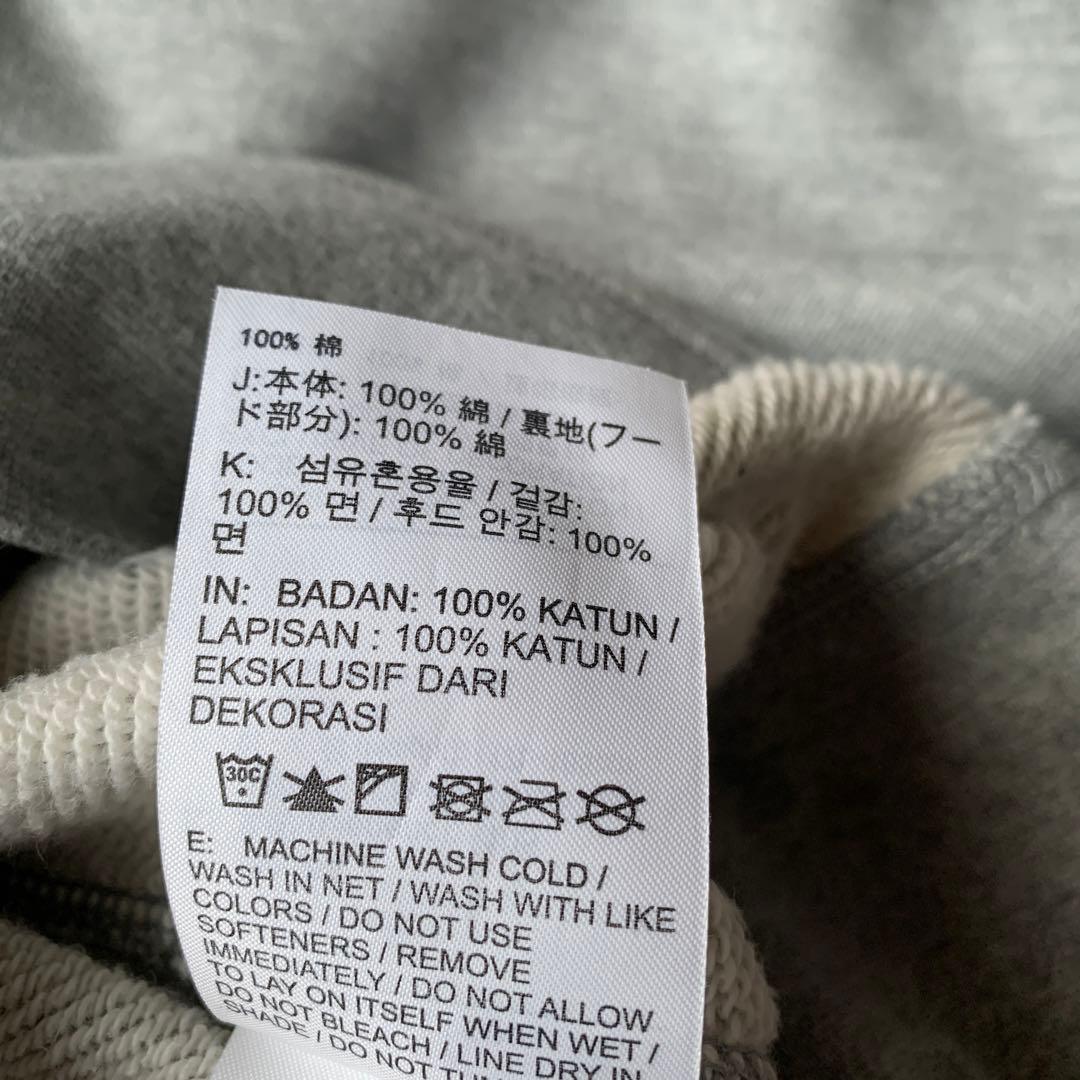 100% 棉
J:本体: 100% 綿 / 裏地(フー
ド部分): 100% 綿
K: 섬유혼용율 / 겉감:
100% 면 / 후드 안감: 100%
면
IN: BADAN: 100% KATUN /
LAPISAN : 100% KATUN /
EKSKLUSIF DARI
DEKORASI
30C
E: MACHINE WASH COLD /
WASH IN NET / WASH WITH LIKE
COLORS / DO NOT USE
SOFTENERS / REMOVE
IMMEDIATELY / DO NOT ALLOW
TO LAY ON ITSELF WHEN WET /
DO NOT BLEACH / LINE DRY IN
SHADE / DO NOT